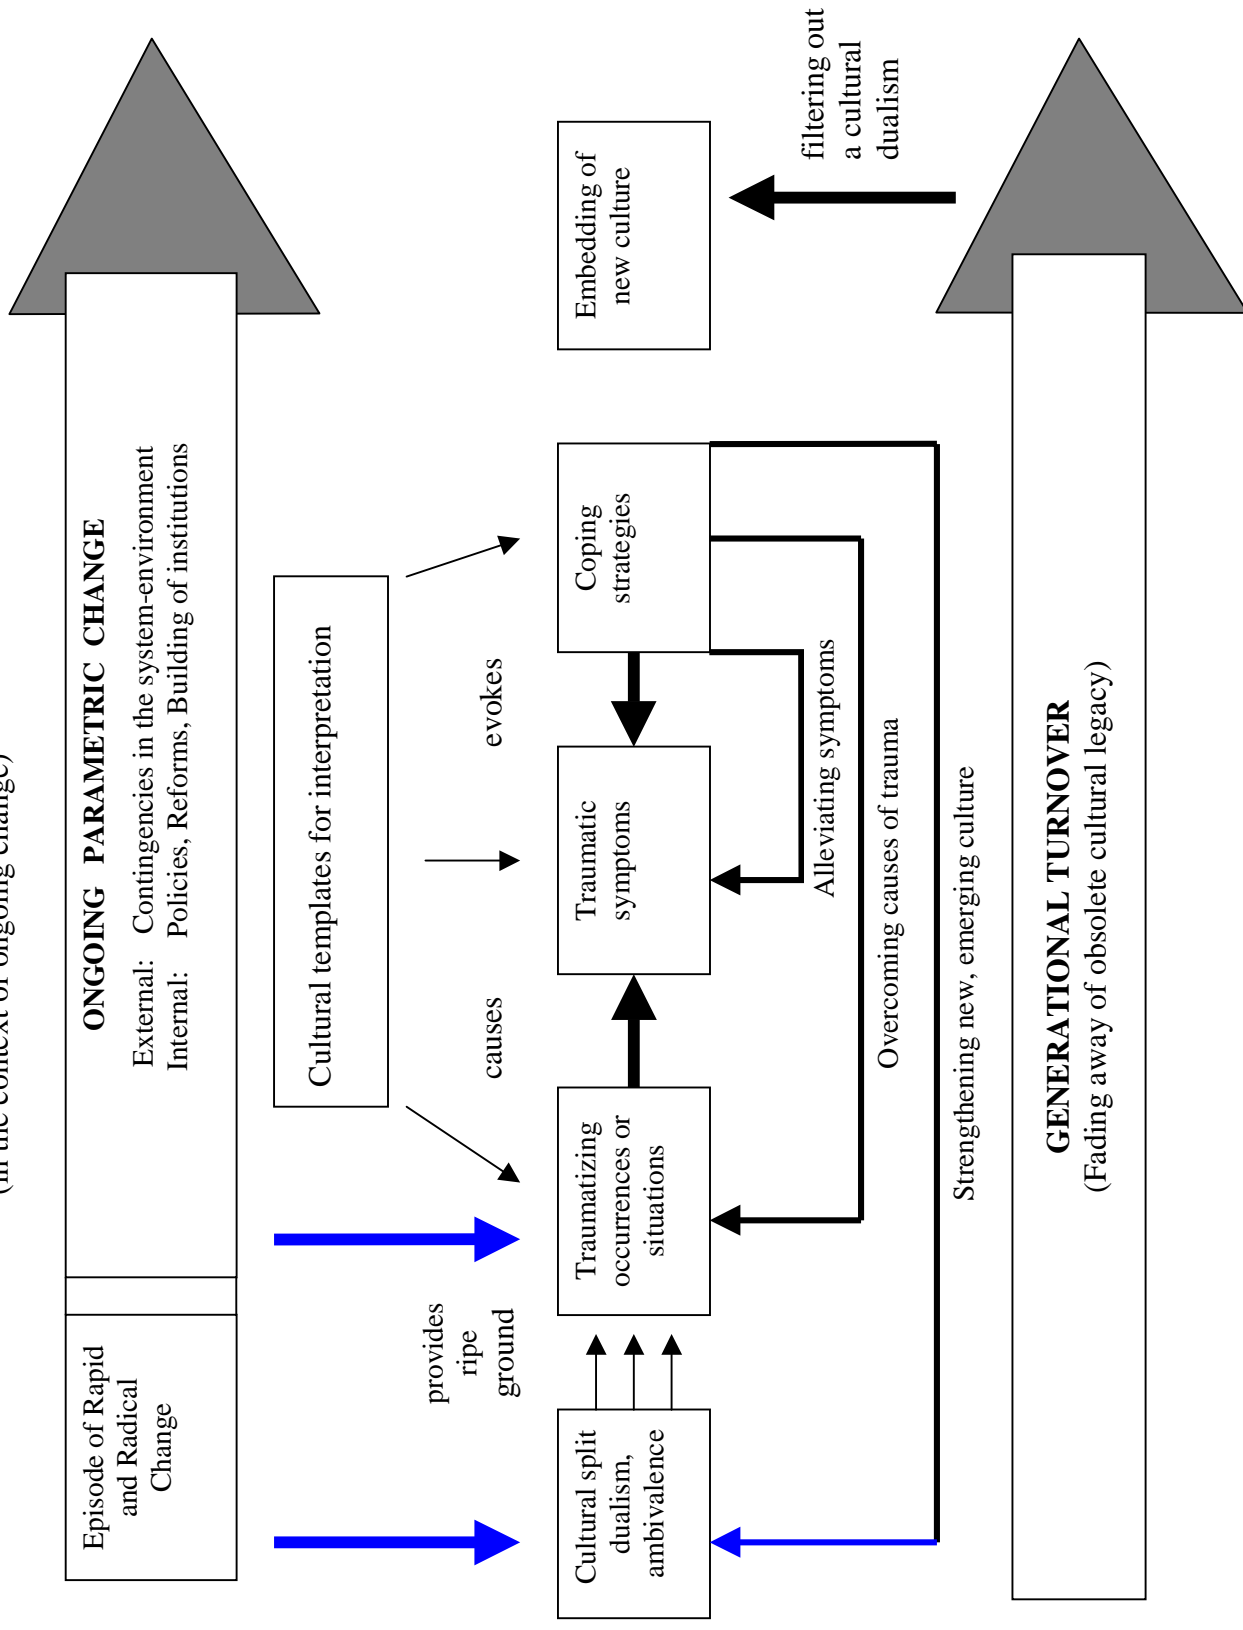 (in the context of ongoing change)
ONGOING PARAMETRIC CHANGE
External: Contingencies in the system-environment
Internal: Policies, Reforms, Building of institutions
Episode of Rapid
and Radical
Change
Cultural templates for interpretation
provides
ripe
ground
causes
evokes
Cultural split
dualism,
ambivalence
Traumatizing
occurrences or
situations
Traumatic
symptoms
Coping
strategies
Embedding of
new culture
Alleviating symptoms
Overcoming causes of trauma
Strengthening new, emerging culture
filtering out
a cultural
dualism
GENERATIONAL TURNOVER
(Fading away of obsolete cultural legacy)